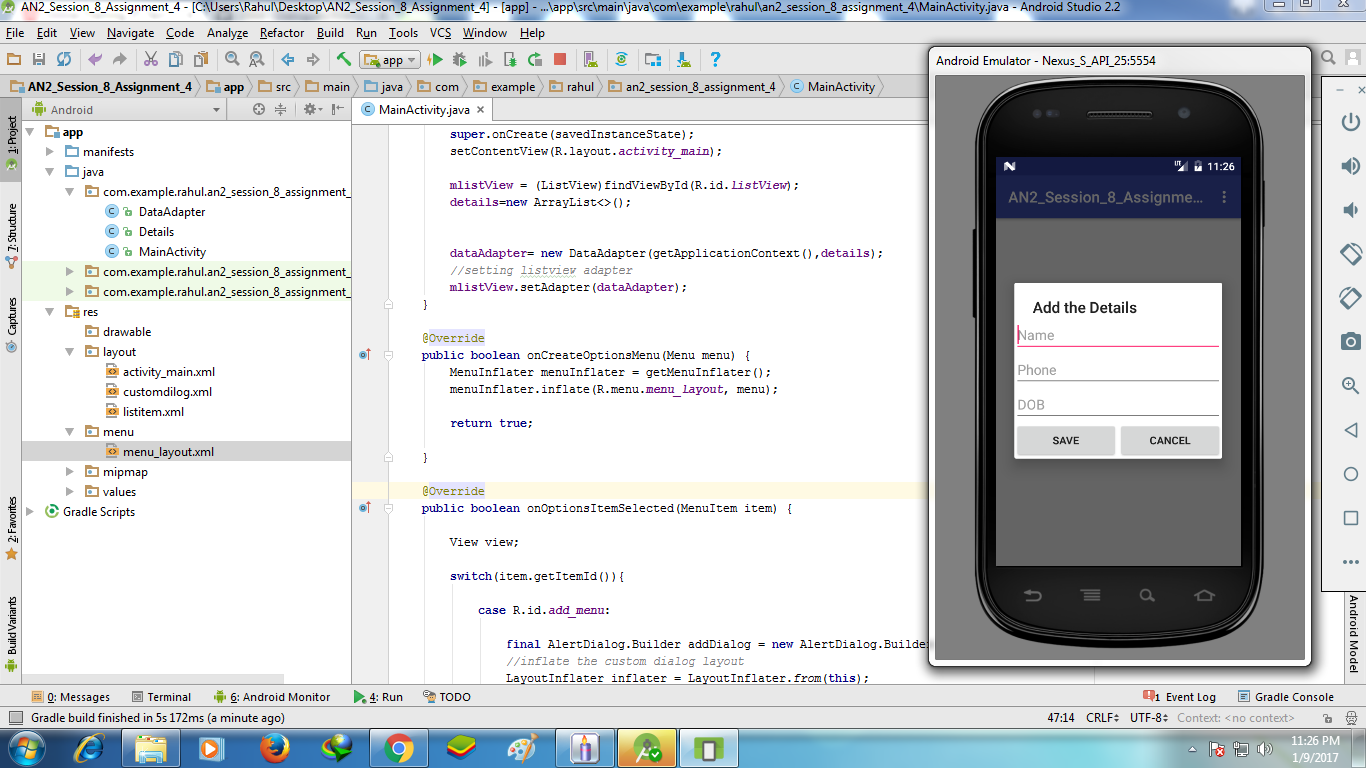 AN2_Session_8_Assignment_4 - [C:\Users\Rahul\Desktop\AN2_Session_8_Assignment_4] - [app] - ...\app\src\main\java\com\example\rahul\an2_session_8_assignment_4\MainActivity.java - Android Studio 2.2
File Edit View Navigate Code Analyze Refactor Build Run Tools VCS Window Help
app
AN2_Session_8_Assignment_4 app src main java com example rahul an2_session_8_assignment_4 MainActivity
Android
MainActivity.java
1: Project
7: Structure
Captures
2: Favorites
Build Variants
app
manifests
java
com.example.rahul.an2_session_8_assignment_
DataAdapter
Details
MainActivity
com.example.rahul.an2_session_8_assignment_
com.example.rahul.an2_session_8_assignment_
res
drawable
layout
activity_main.xml
customdilog.xml
listitem.xml
menu
menu_layout.xml
mipmap
values
Gradle Scripts
super.onCreate(savedInstanceState);
setContentView(R.layout.activity_main);
mlistView = (ListView)findViewById(R.id.listView);
details=new ArrayList<>();
dataAdapter= new DataAdapter(getApplicationContext(),details);
//setting listview adapter
mlistView.setAdapter(dataAdapter);
}
@Override
public boolean onCreateOptionsMenu(Menu menu) {
MenuInflater menuInflater = getMenuInflater();
menuInflater.inflate(R.menu.menu_layout, menu);
return true;
}
@Override
public boolean onOptionsItemSelected(MenuItem item) {
View view;
switch(item.getItemId()){
case R.id.add_menu:
final AlertDialog.Builder addDialog = new AlertDialog.Builder
//inflate the custom dialog layout
LayoutInflater inflater = LayoutInflater.from(this);
Android Emulator - Nexus_S_API_25:5554
N LTE 11:26
AN2_Session_8_Assignme...
Add the Details
Name
Phone
DOB
SAVE CANCEL
Android Model
0: Messages Terminal 6: Android Monitor 4: Run TODO 1 Event Log Gradle Console
Gradle build finished in 5s 172ms (a minute ago) 47:14 CRLF UTF-8 Context: <no context>
11:26 PM
1/9/2017